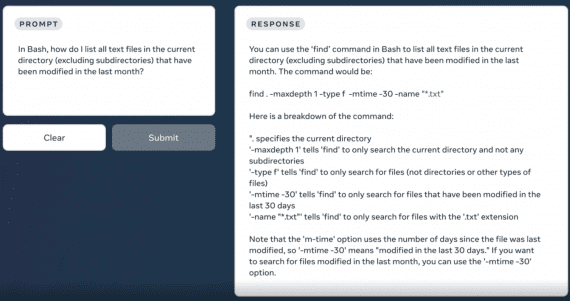 PROMPT
In Bash, how do I list all text files in the current
directory (excluding subdirectories) that have
been modified in the last month?
Clear
Submit
RESPONSE
You can use the 'find' command in Bash to list all text files in the current
directory (excluding subdirectories) that have been modified in the last
month. The command would be:
find . -maxdepth 1 -type f -mtime -30 -name "*.txt"
Here is a breakdown of the command:
". specifies the current directory
'-maxdepth 1' tells 'find' to only search the current directory and not any
subdirectories
'-type f' tells 'find' to only search for files (not directories or other types of
files)
'-mtime -30' tells 'find' to only search for files that have been modified in the
last 30 days
'-name "*.txt"' tells 'find' to only search for files with the '.txt' extension
Note that the 'm-time' option uses the number of days since the file was last
modified, so '-mtime -30' means "modified in the last 30 days." If you want
to search for files modified in the last month, you can use the '-mtime -30'
option.